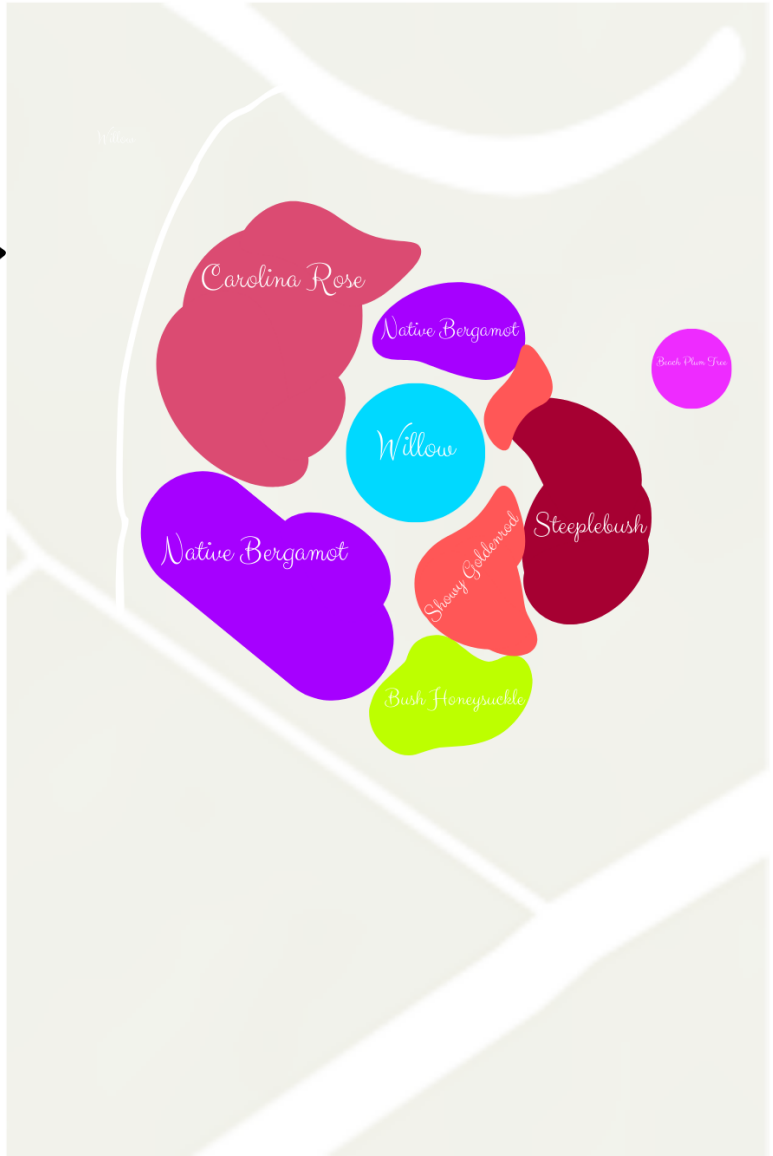 Willow
Carolina Rose
Native Bergamot
Beach Plum Tree
Willow
Steeplebush
Native Bergamot
Showy Goldenrod
Bush Honeysuckle